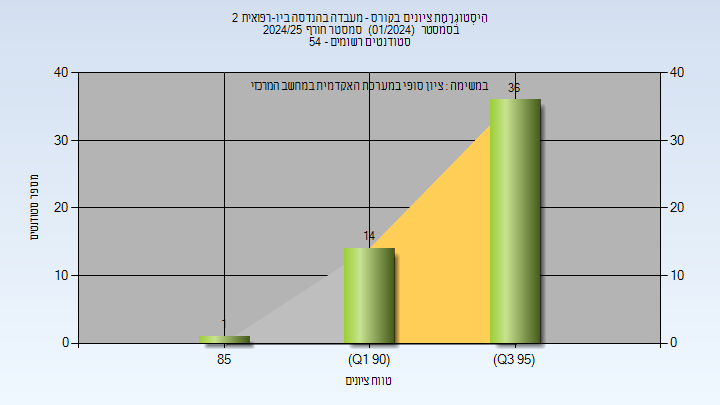 היסטוגרמת ציונים בקורס - מעבדה בהנדסה ביו-רפואית 2
בסמסטר (01/2024) סמסטר חורף 2024/25
סטודנטים רשומים - 54
במשימה : ציון סופי במערכת האקדמית במחשב המרכזי
40
30
20
10
0
40
30
20
10
0
מספר סטודנטים
1
14
36
85
(Q1 90)
(Q3 95)
טווח ציונים